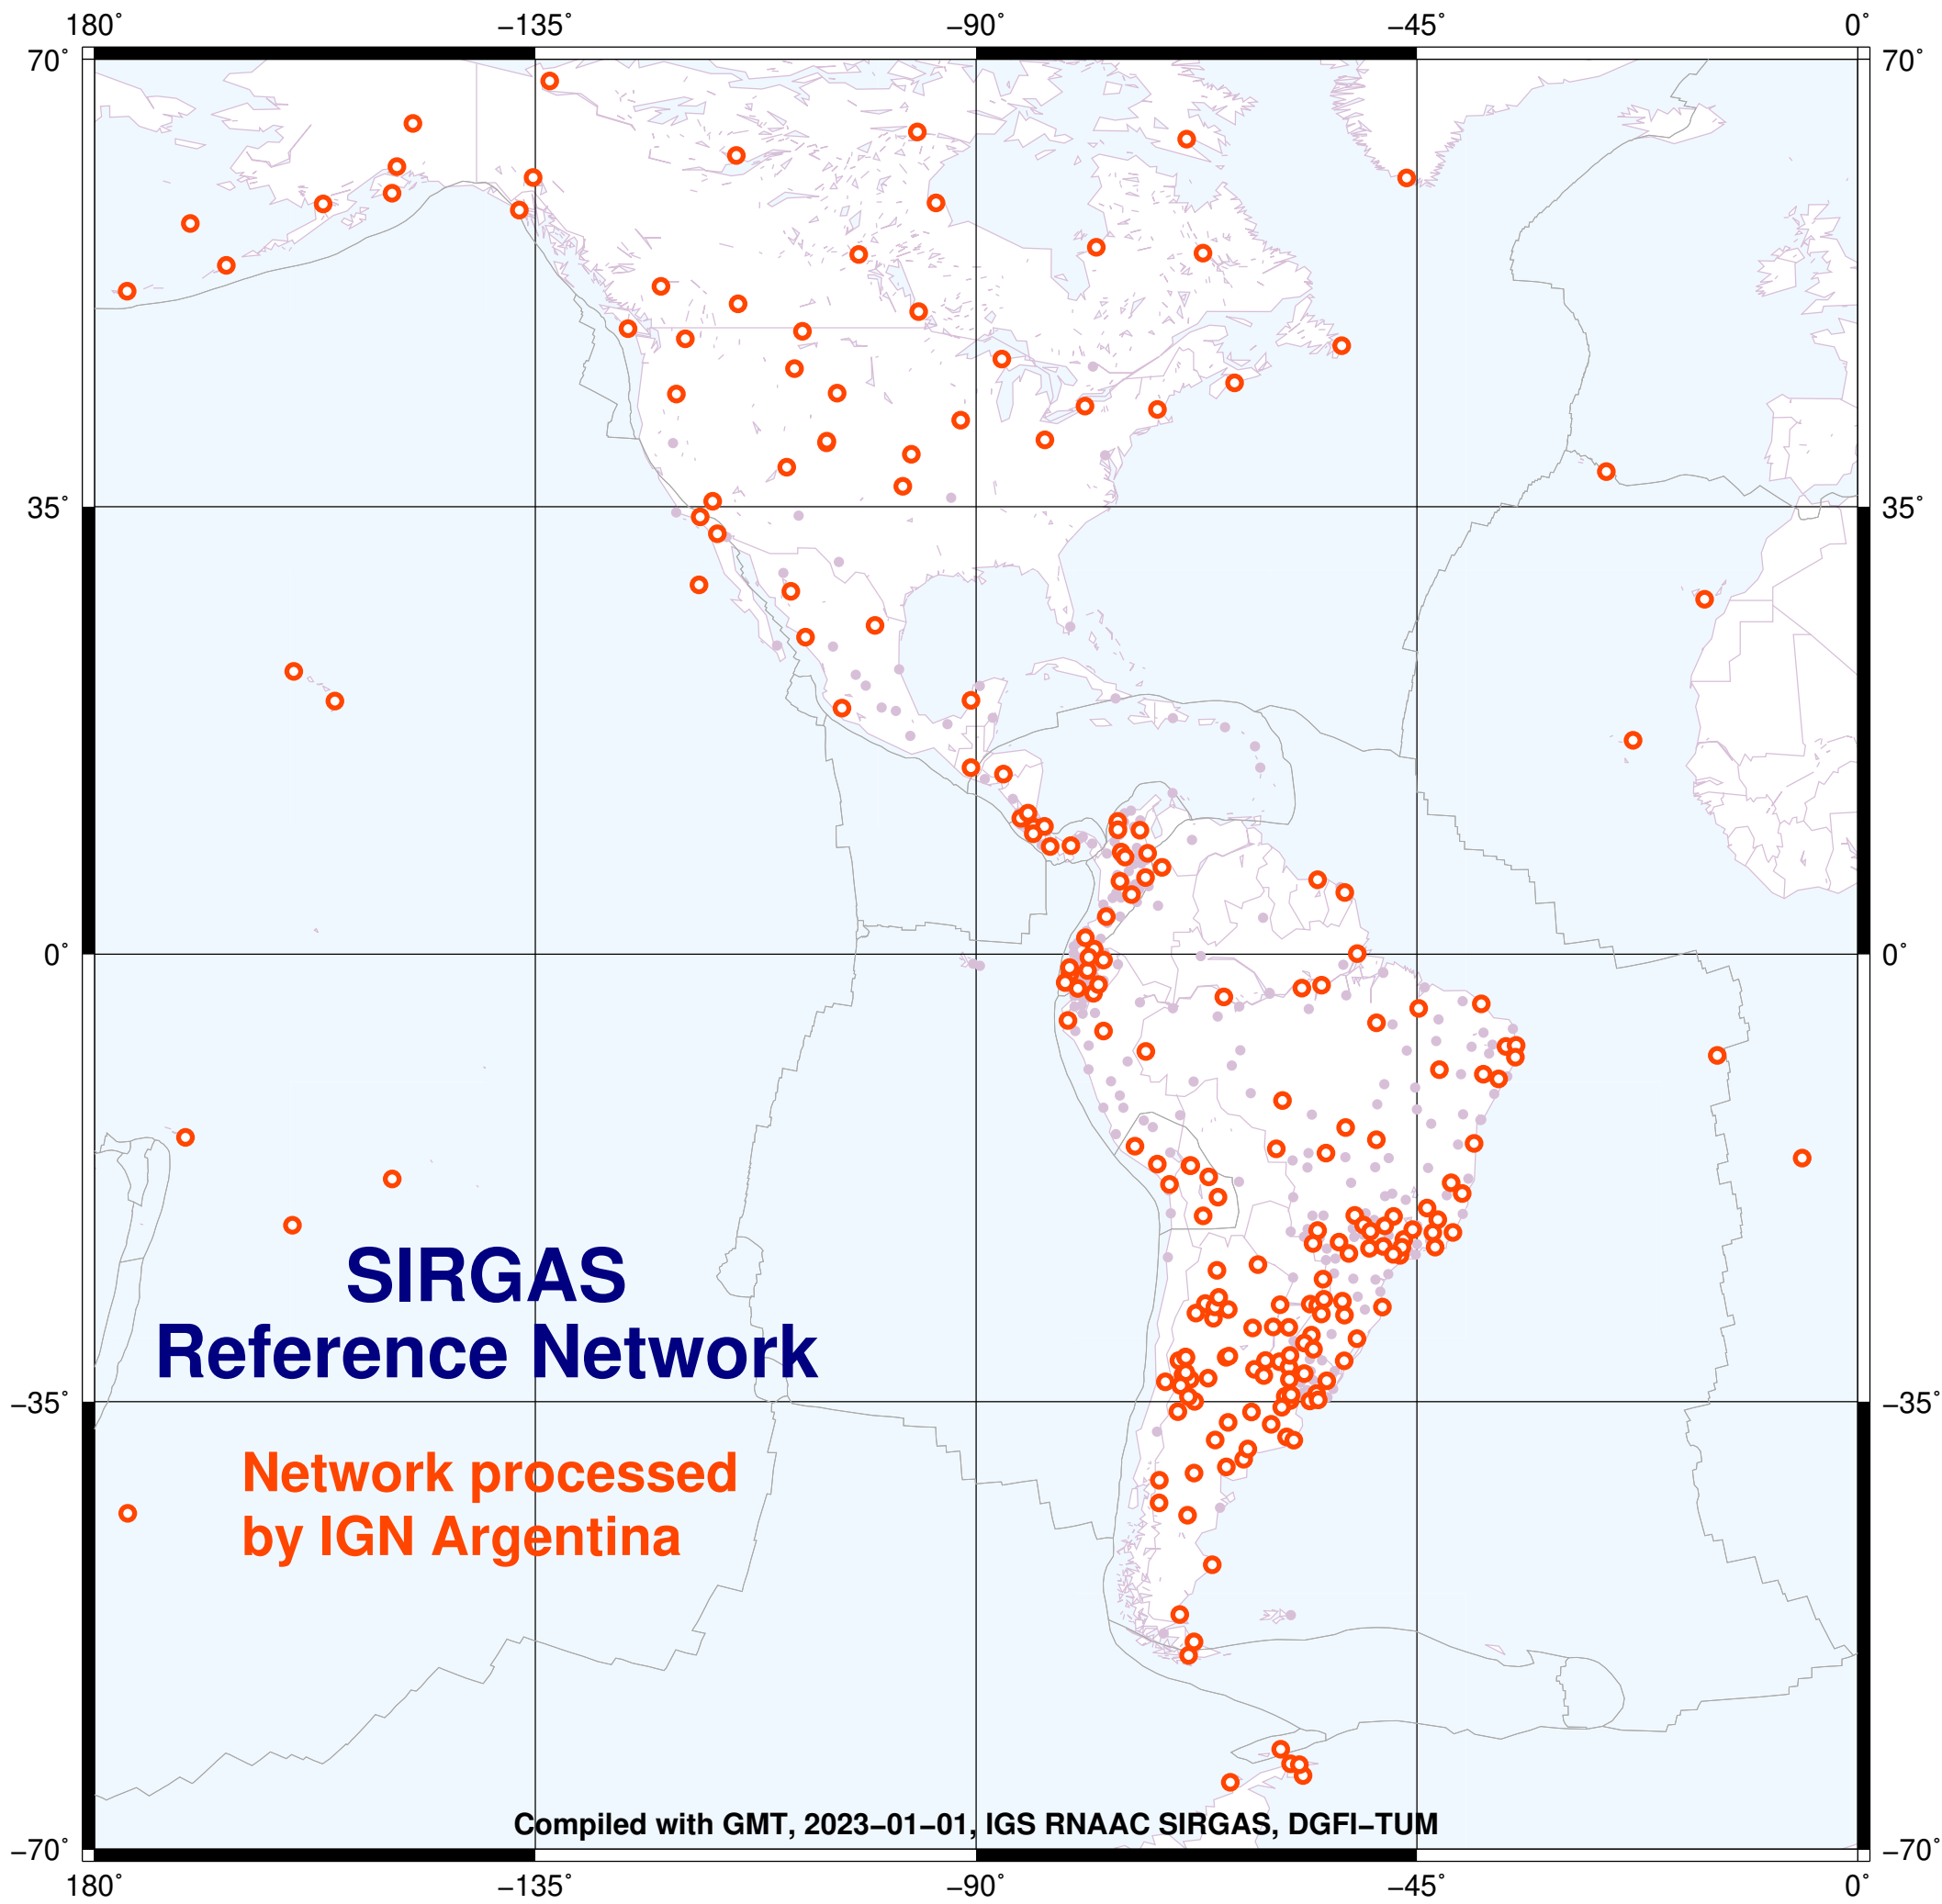 180° −135° −90° −45° 0°
70° 70°
35° 35°
0° 0°
SIRGAS
Reference Network
−35° −35°
Network processed
by IGN Argentina
Compiled with GMT, 2023−01−01, IGS RNAAC SIRGAS, DGFI−TUM
−70° −70°
180° −135° −90° −45° 0°